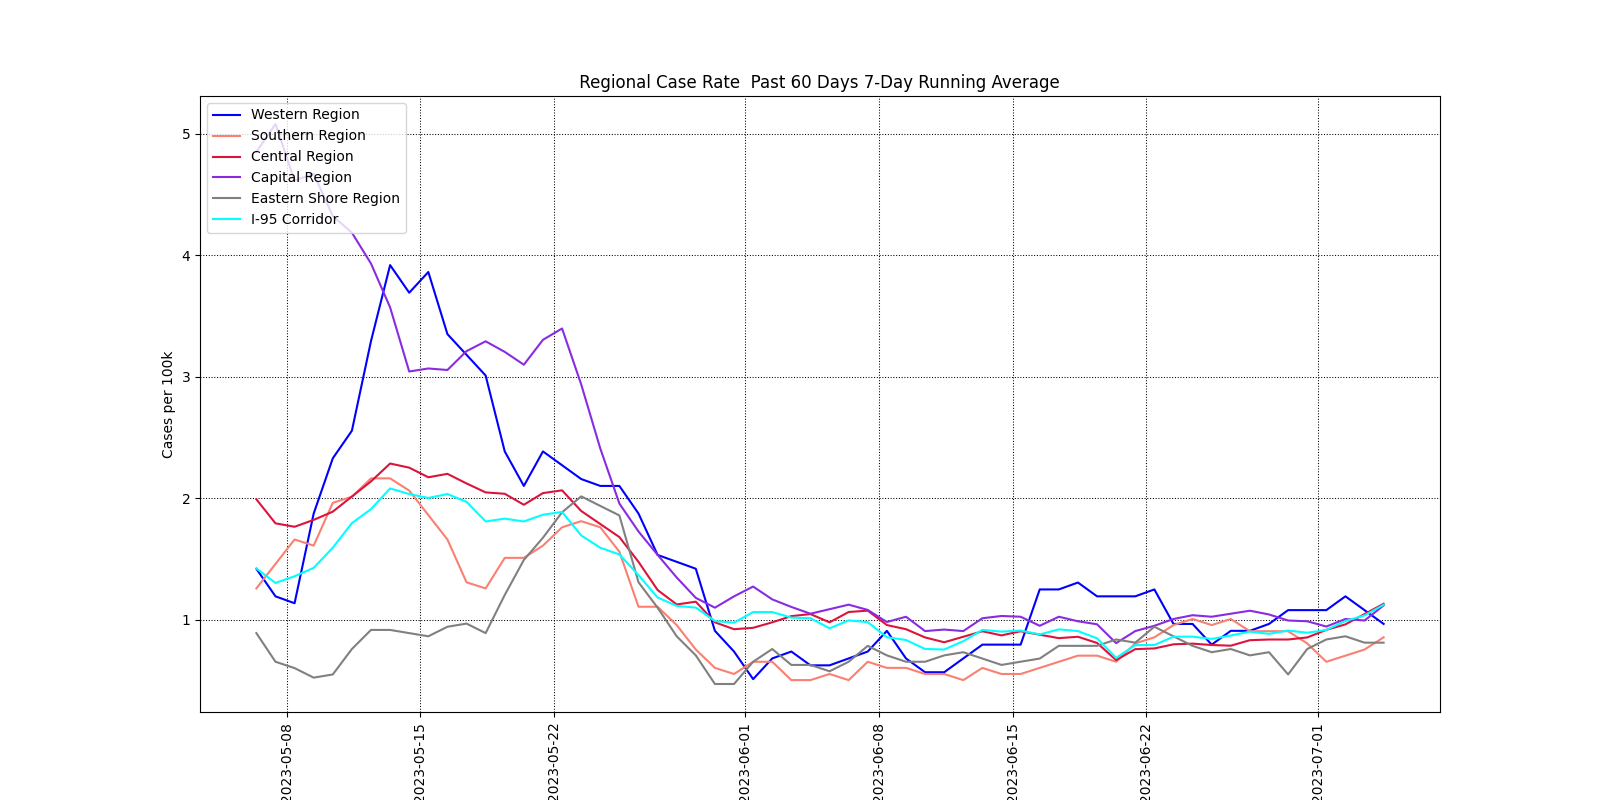 Regional Case Rate  Past 60 Days 7-Day Running Average
Western Region
Southern Region
Central Region
Capital Region
Eastern Shore Region
I-95 Corridor
5
4
3
2
1
Cases per 100k
2023-05-08
2023-05-15
2023-05-22
2023-06-01
2023-06-08
2023-06-15
2023-06-22
2023-07-01